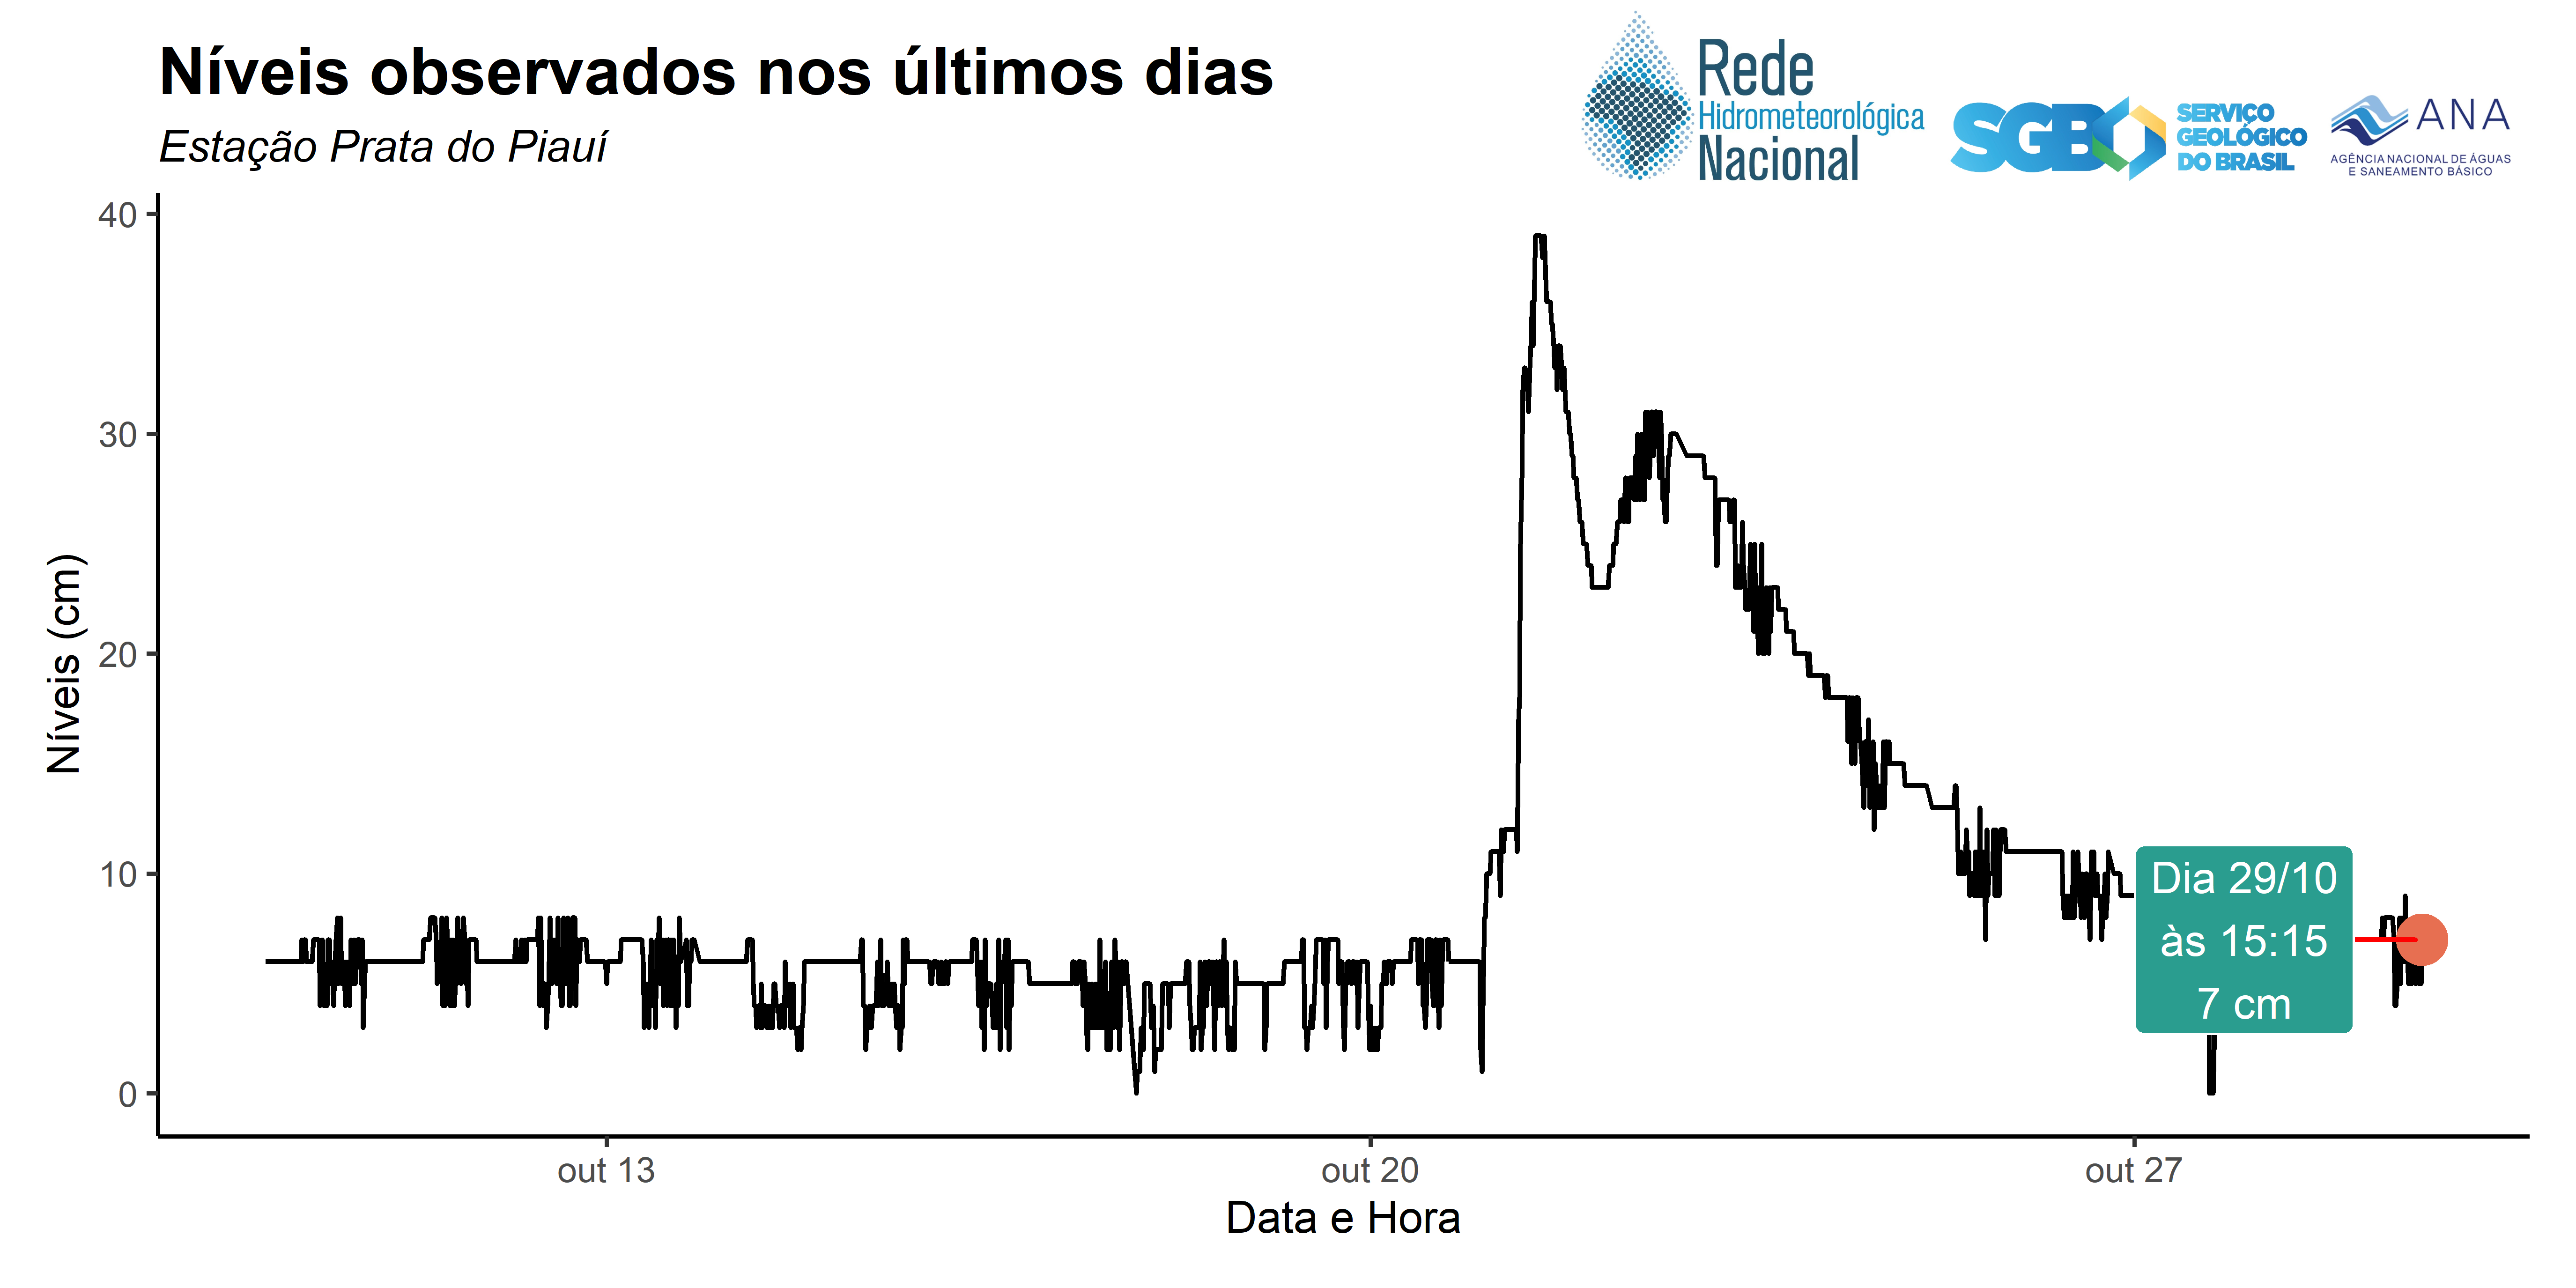 Níveis observados nos últimos dias
Estação Prata do Piauí
Rede
Hidrometeorológica
Nacional
SGB
SERVIÇO
GEOLÓGICO
DO BRASIL
ANA
AGÊNCIA NACIONAL DE ÁGUAS
E SANEAMENTO BÁSICO
Níveis (cm)
40
30
20
10
0
Dia 29/10
às 15:15
7 cm
out 13
out 20
out 27
Data e Hora